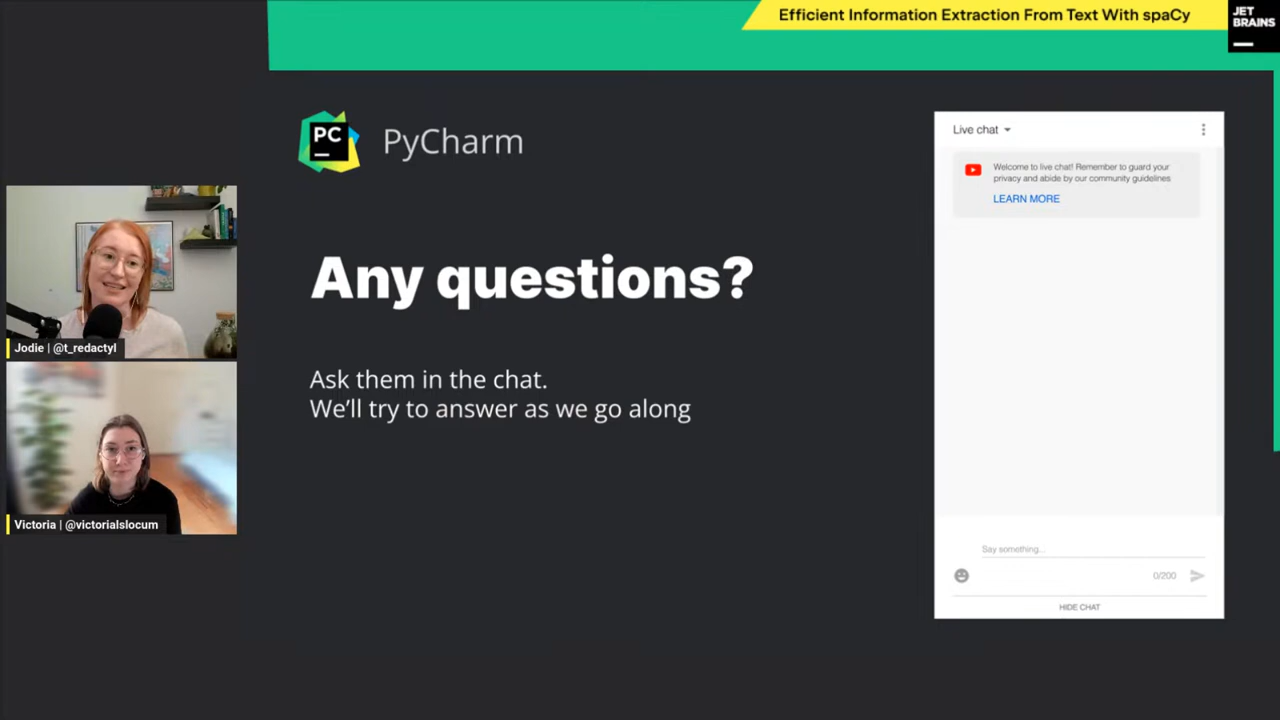 Efficient Information Extraction From Text With spaCy
JET
BRAINS
PC
PyCharm
Any questions?
Ask them in the chat.
We'll try to answer as we go along
Jodie | @t_redactyl
Victoria | @victorialslocum
Live chat
Welcome to live chat! Remember to guard your
privacy and abide by our community guidelines
LEARN MORE
Say something...
0/200
HIDE CHAT